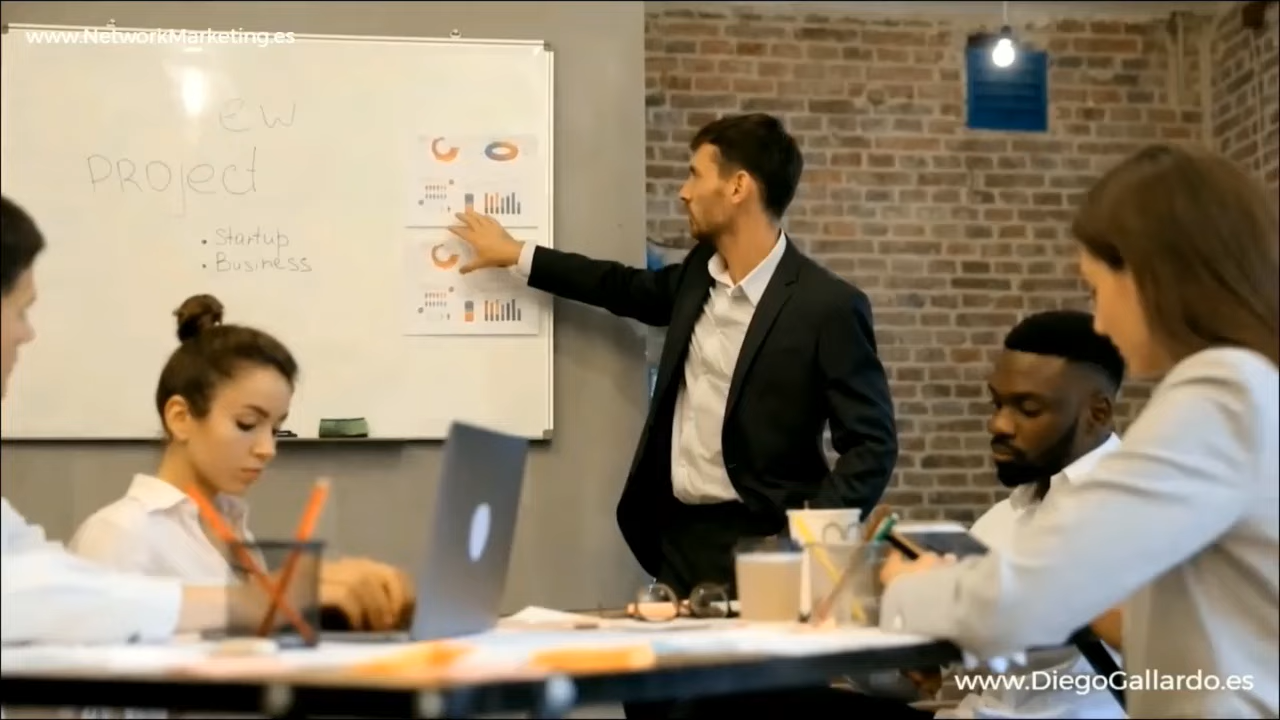 www.NetworkMarketing.es
ew
PROject
• Startup
• Business
www.DiegoGallardo.es